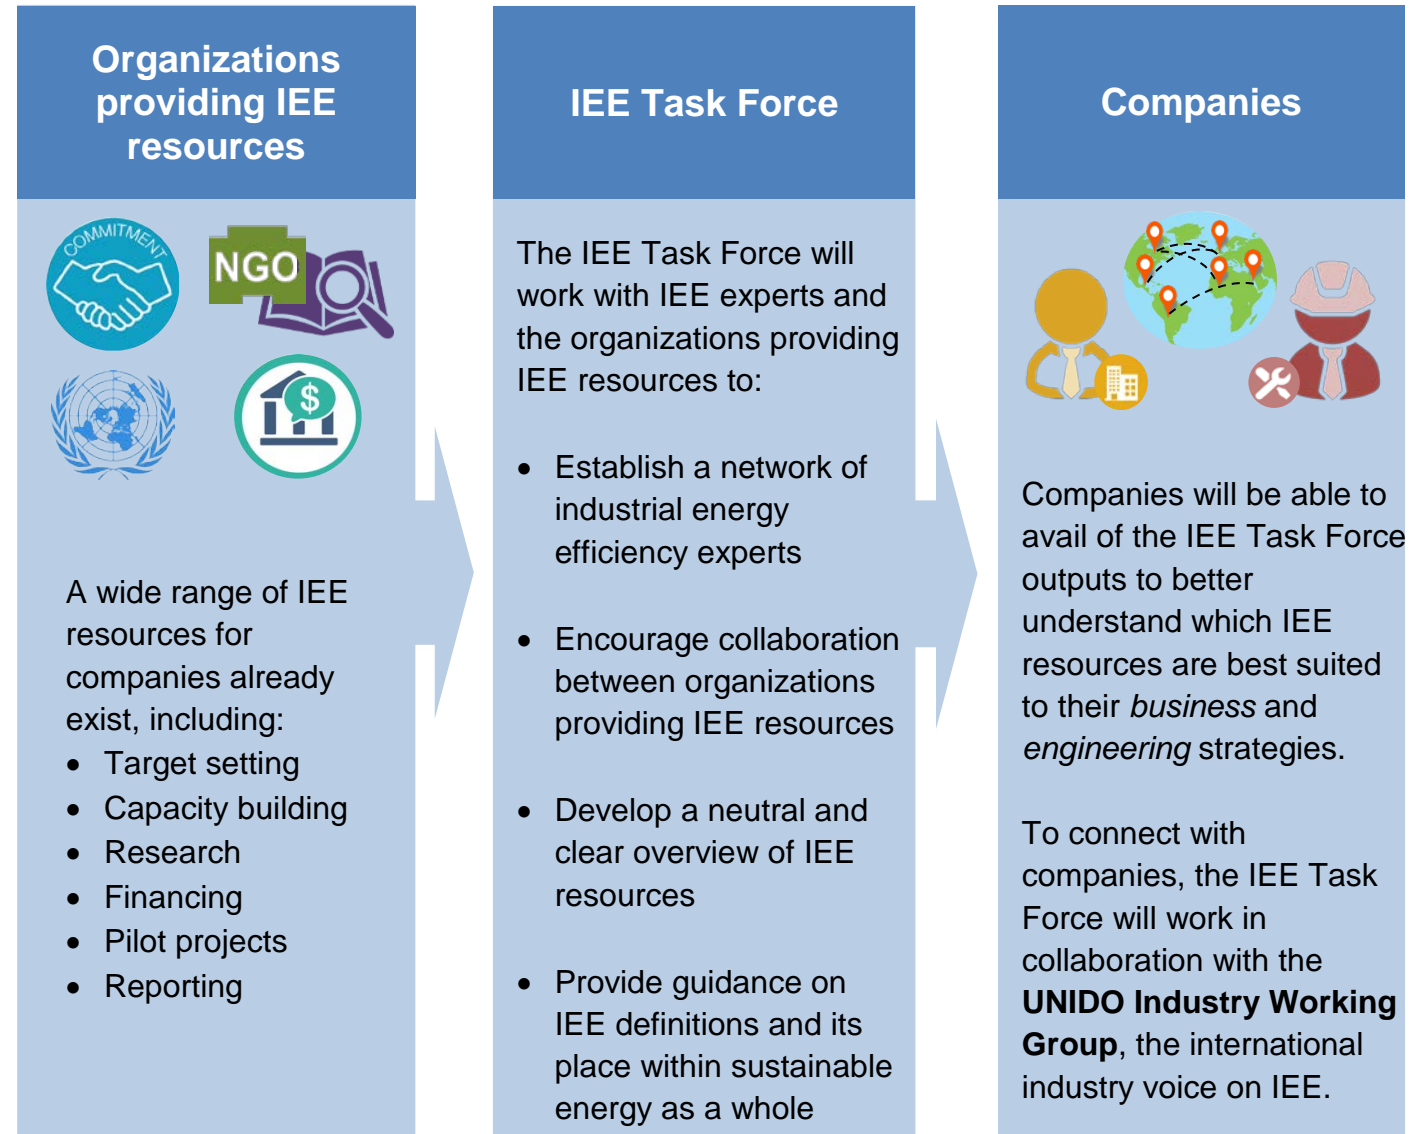 Organizations
providing IEE
resources
COMMITMENT
NGO
$
A wide range of IEE
resources for
companies already
exist, including:
• Target setting
• Capacity building
• Research
• Financing
• Pilot projects
• Reporting
IEE Task Force
The IEE Task Force will
work with IEE experts and
the organizations providing
IEE resources to:
• Establish a network of
industrial energy
efficiency experts
• Encourage collaboration
between organizations
providing IEE resources
• Develop a neutral and
clear overview of IEE
resources
• Provide guidance on
IEE definitions and its
place within sustainable
energy as a whole
Companies
Companies will be able to
avail of the IEE Task Force
outputs to better
understand which IEE
resources are best suited
to their business and
engineering strategies.
To connect with
companies, the IEE Task
Force will work in
collaboration with the
UNIDO Industry Working
Group, the international
industry voice on IEE.